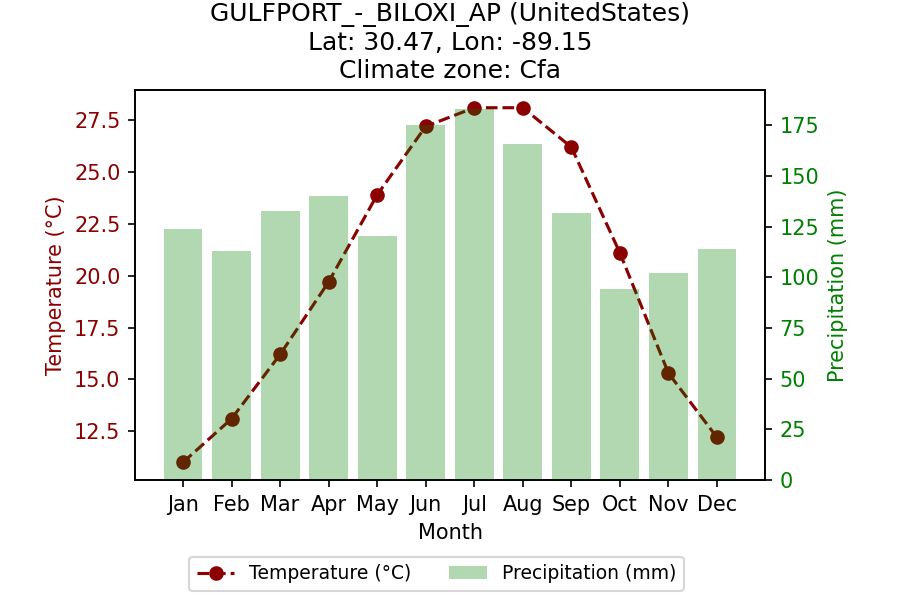 GULFPORT_-_BILOXI_AP (UnitedStates)
Lat: 30.47, Lon: -89.15
Climate zone: Cfa
Temperature (°C)
27.5
25.0
22.5
20.0
17.5
15.0
12.5
175
150
125
100
75
50
25
0
Precipitation (mm)
Jan Feb Mar Apr May Jun Jul Aug Sep Oct Nov Dec
Month
Temperature (°C) Precipitation (mm)